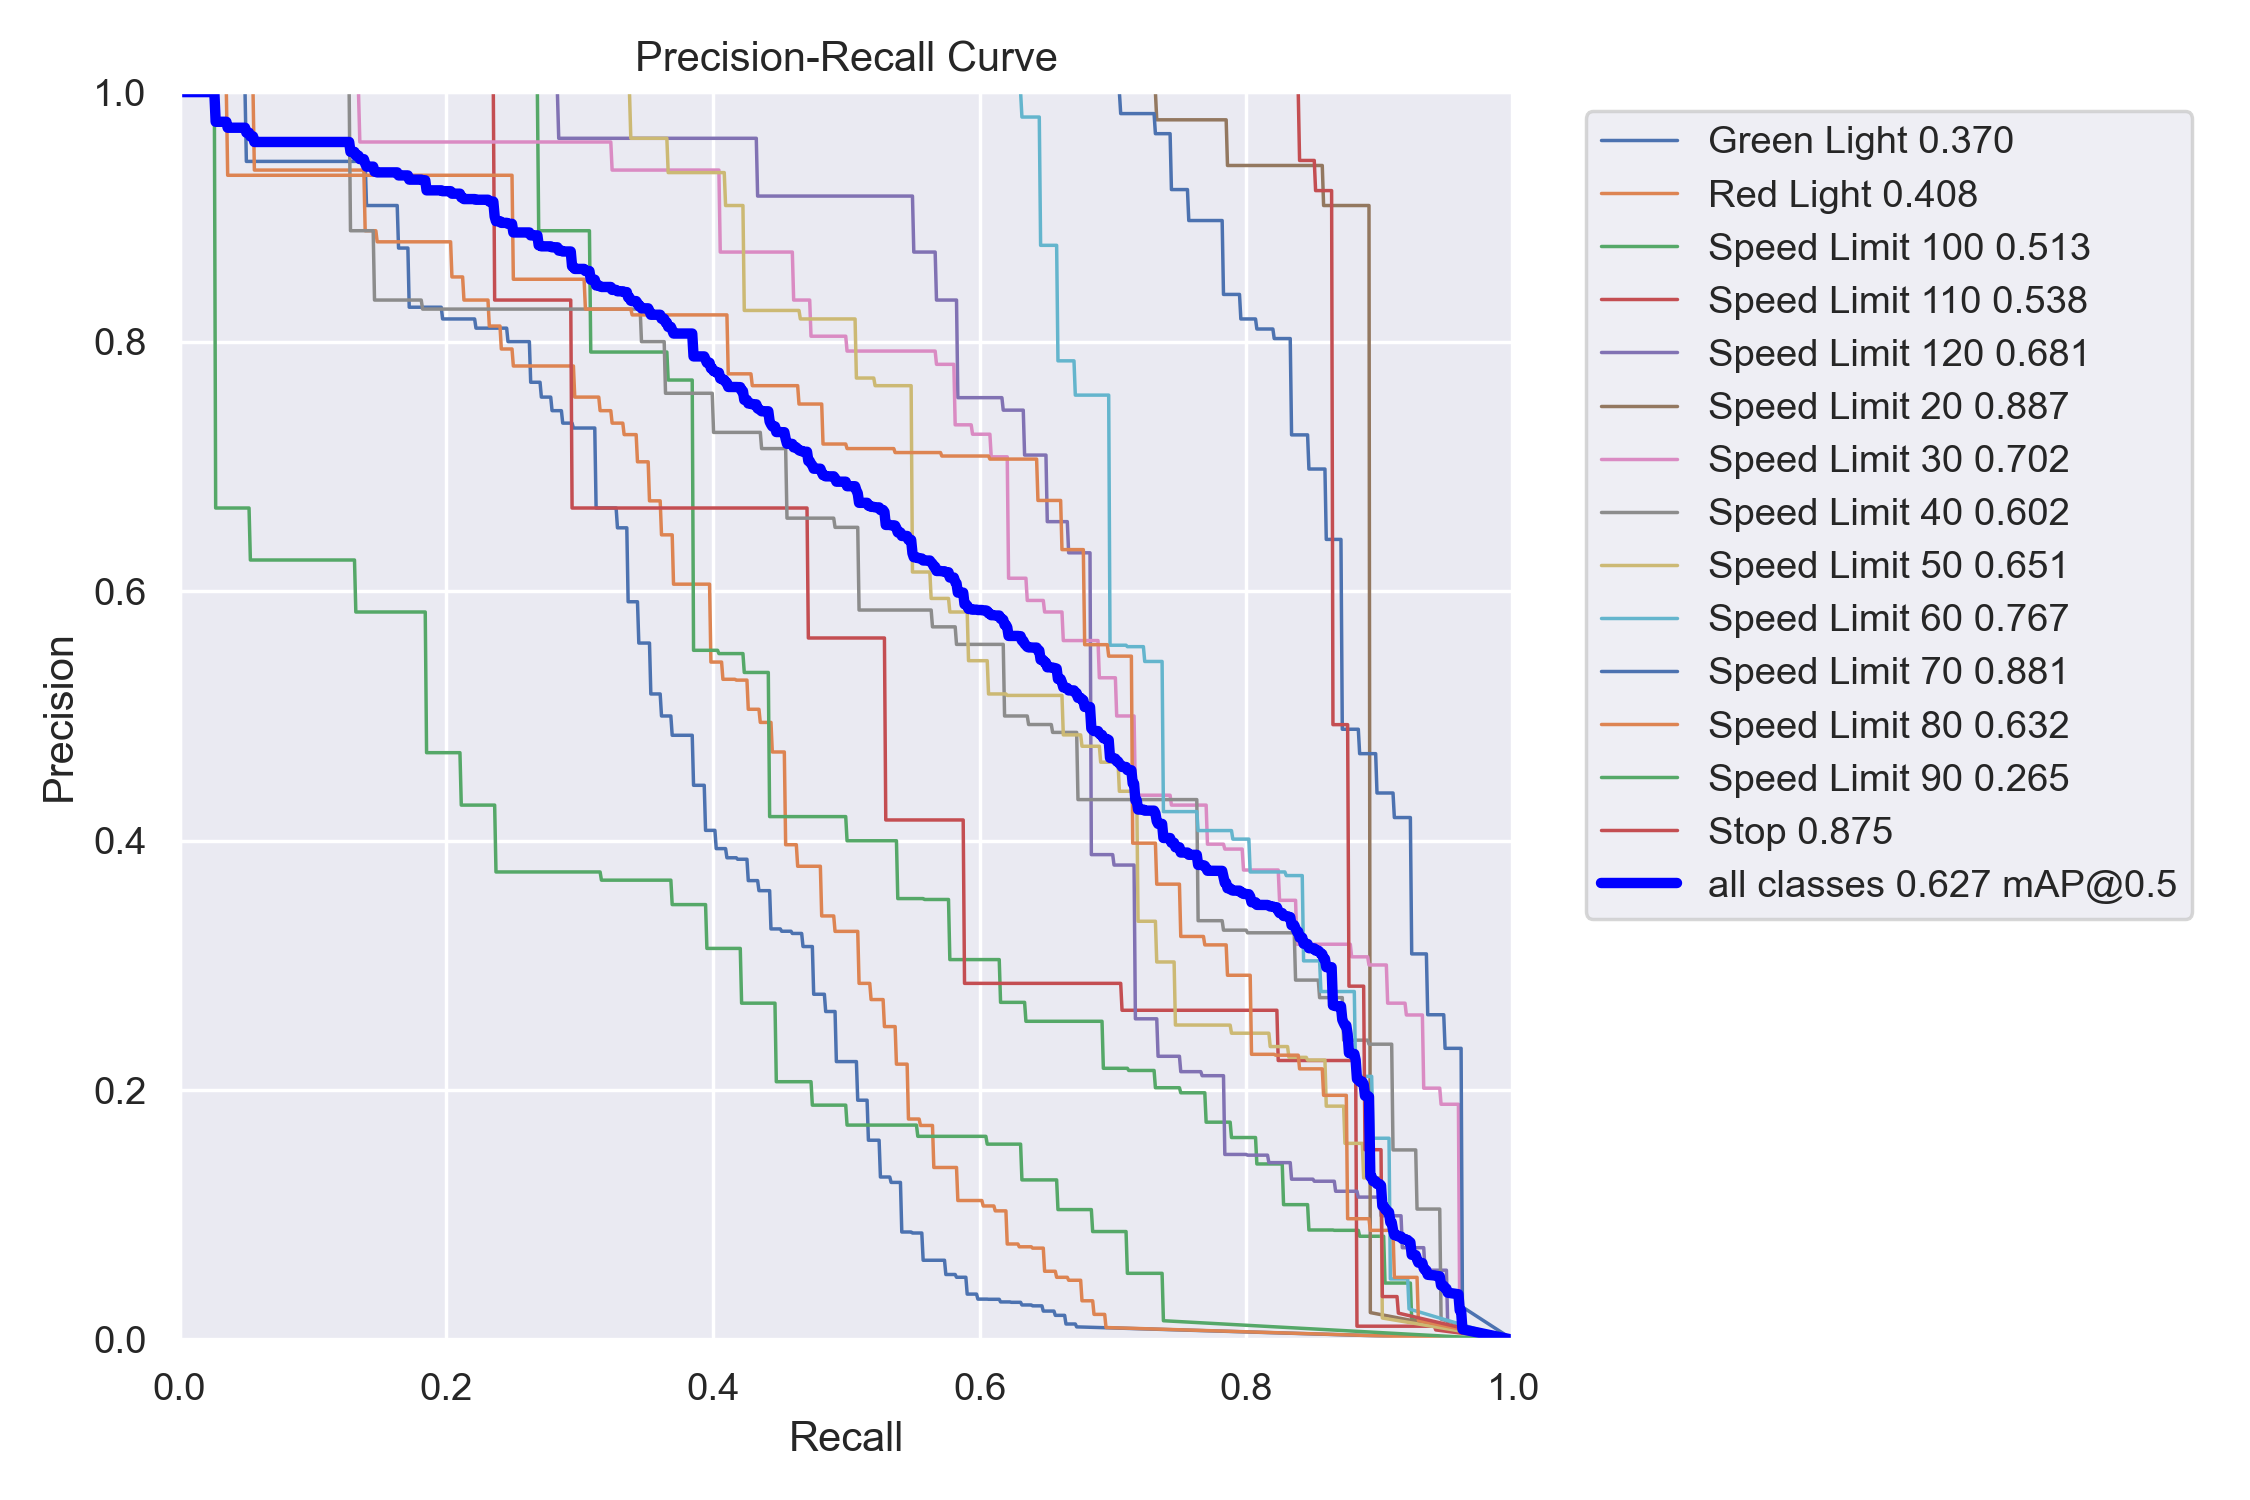 Precision-Recall Curve
1.0
0.8
0.6
0.4
0.2
0.0
Precision
0.0 0.2 0.4 0.6 0.8 1.0
Recall
Green Light 0.370
Red Light 0.408
Speed Limit 100 0.513
Speed Limit 110 0.538
Speed Limit 120 0.681
Speed Limit 20 0.887
Speed Limit 30 0.702
Speed Limit 40 0.602
Speed Limit 50 0.651
Speed Limit 60 0.767
Speed Limit 70 0.881
Speed Limit 80 0.632
Speed Limit 90 0.265
Stop 0.875
all classes 0.627 mAP@0.5